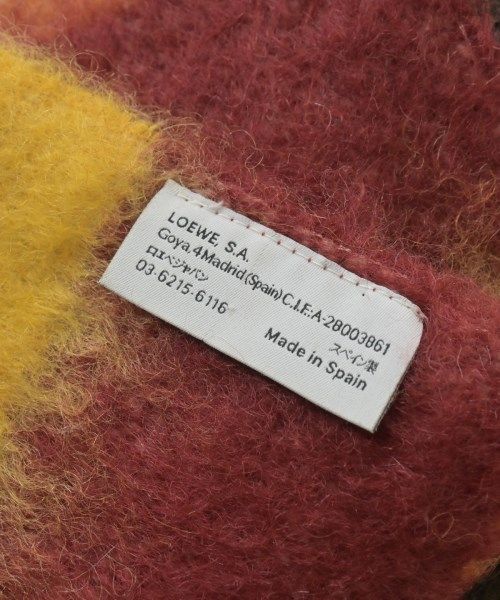 LOEWE, S.A.
Goya, 4 Madrid (Spain) C.I.F.: A-28003861
ロエベジャパン
03-6215-6116
スペイン製
Made in Spain